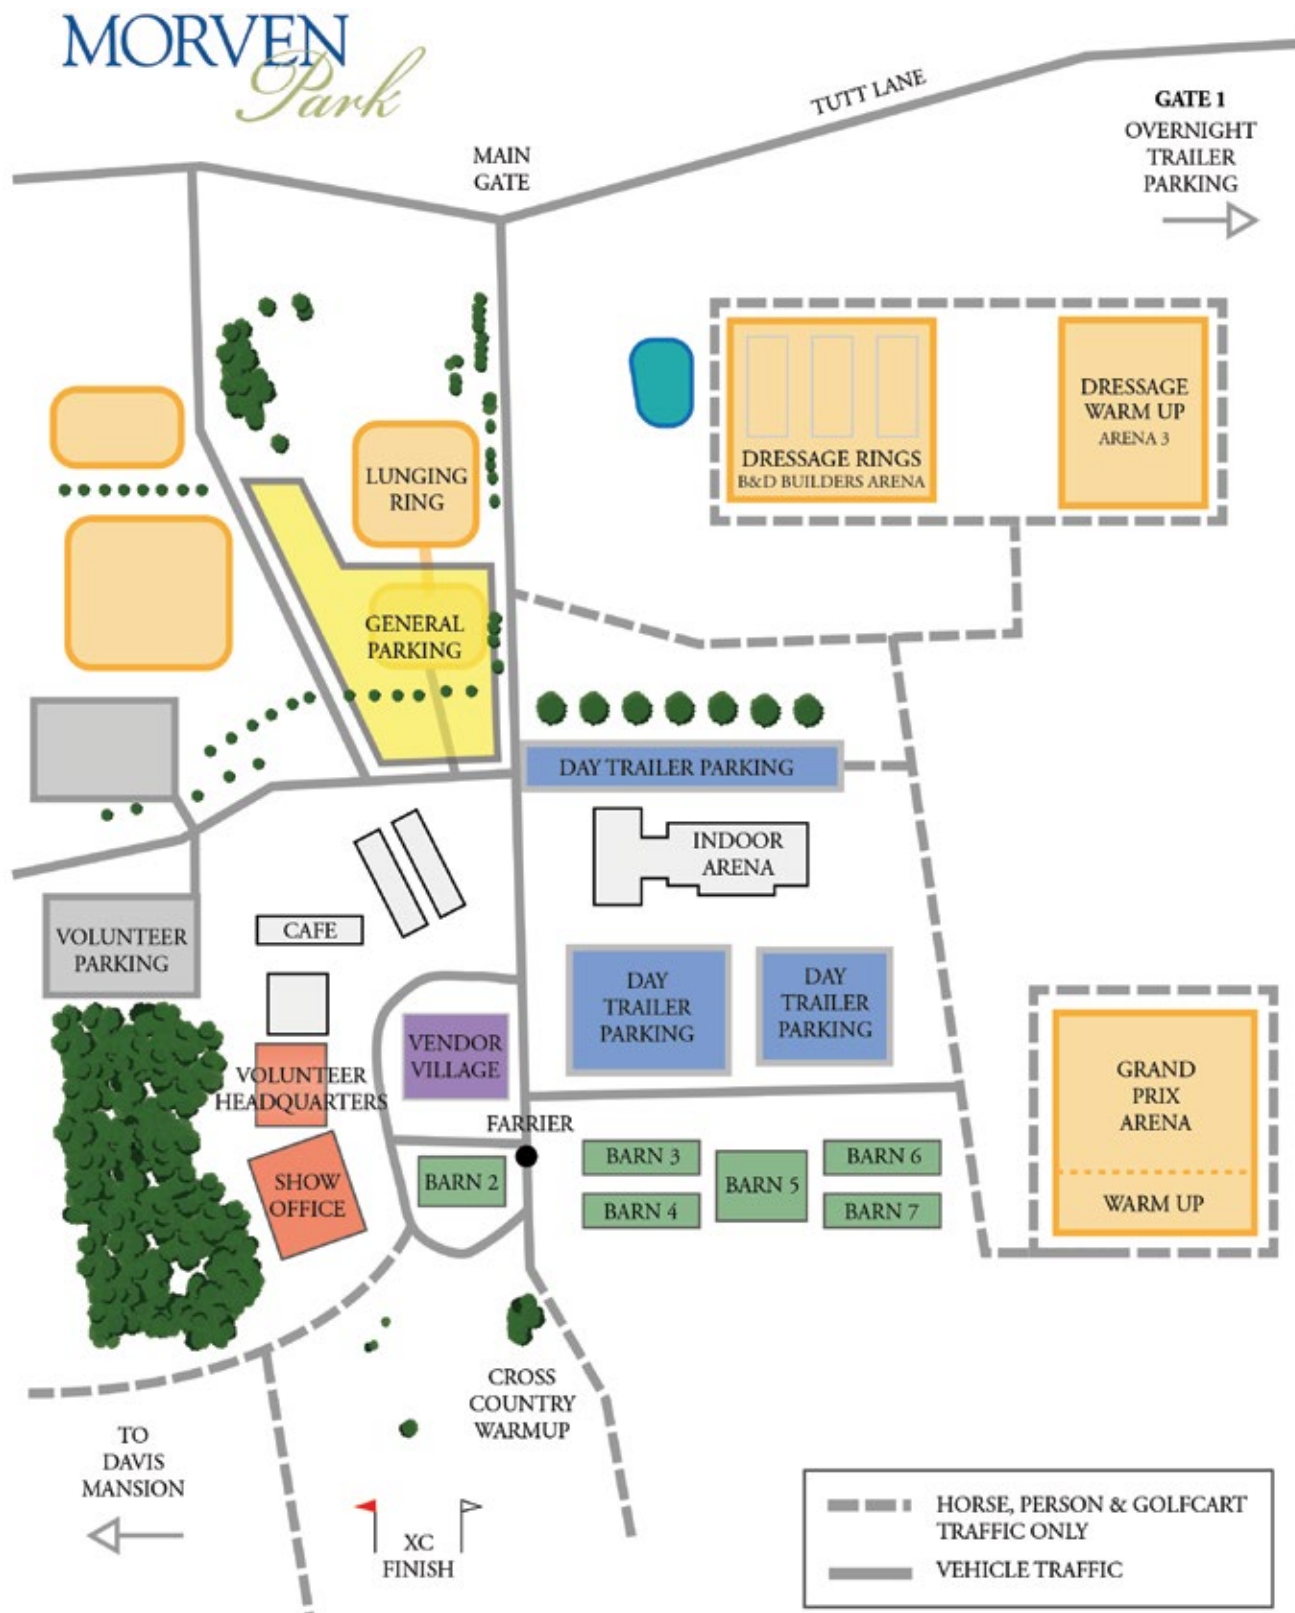 MORVEN
Park
TUTT LANE
GATE 1
OVERNIGHT
TRAILER
PARKING
MAIN
GATE
DRESSAGE
WARM UP
ARENA 3
DRESSAGE RINGS
B&D BUILDERS ARENA
LUNGING
RING
GENERAL
PARKING
DAY TRAILER PARKING
INDOOR
ARENA
CAFE
VOLUNTEER
PARKING
DAY
TRAILER
PARKING
DAY
TRAILER
PARKING
VENDOR
VILLAGE
VOLUNTEER
HEADQUARTERS
GRAND
PRIX
ARENA
WARM UP
FARRIER
BARN 2
BARN 3
BARN 4
BARN 5
BARN 6
BARN 7
SHOW
OFFICE
CROSS
COUNTRY
WARMUP
TO
DAVIS
MANSION
XC
FINISH
HORSE, PERSON & GOLFCART
TRAFFIC ONLY
VEHICLE TRAFFIC